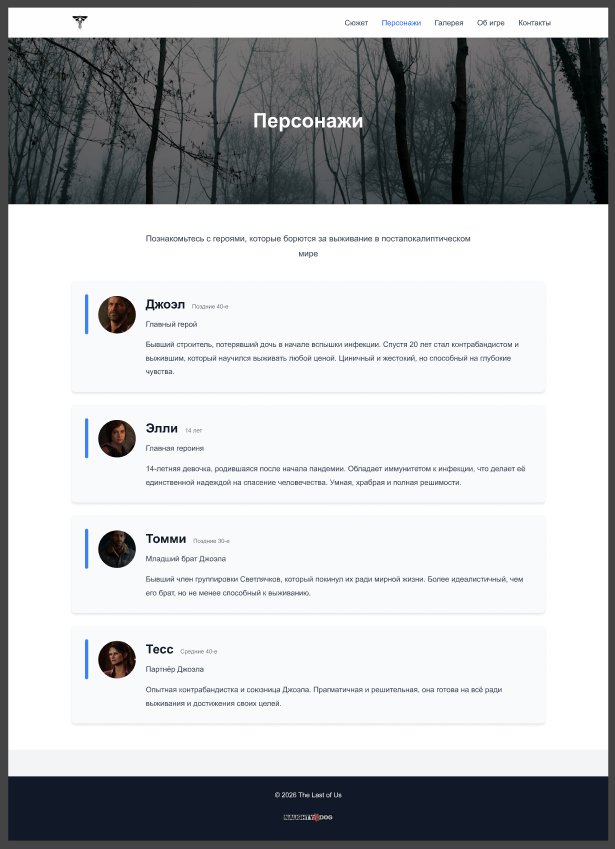 Сюжет Персонажи Галерея Об игре Контакты
Персонажи
Познакомьтесь с героями, которые борются за выживание в постапокалиптическом
мире
Джоэл Поздние 40-е
Главный герой
Бывший строитель, потерявший дочь в начале вспышки инфекции. Спустя 20 лет стал контрабандистом и
выжившим, который научился выживать любой ценой. Циничный и жестокий, но способный на глубокие
чувства.
Элли 14 лет
Главная героиня
14-летняя девочка, родившаяся после начала пандемии. Обладает иммунитетом к инфекции, что делает её
единственной надеждой на спасение человечества. Умная, храбрая и полная решимости.
Томми Поздние 30-е
Младший брат Джоэла
Бывший член группировки Светлячков, который покинул их ради мирной жизни. Более идеалистичный, чем
его брат, но не менее способный к выживанию.
Тесс Средние 40-е
Партнёр Джоэла
Опытная контрабандистка и союзница Джоэла. Прагматичная и решительная, она готова на всё ради
выживания и достижения своих целей.
© 2026 The Last of Us
NAUGHTY DOG